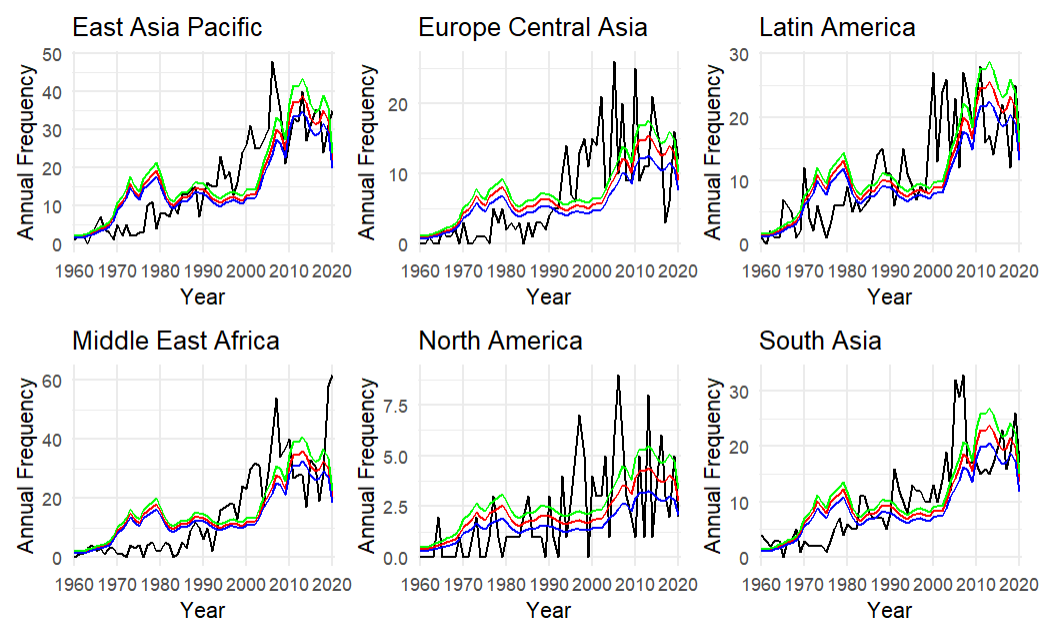 East Asia Pacific
Annual Frequency
50
40
30
20
10
0
1960 1970 1980 1990 2000 2010 2020
Year
Europe Central Asia
Annual Frequency
20
10
0
1960 1970 1980 1990 2000 2010 2020
Year
Latin America
Annual Frequency
30
20
10
0
1960 1970 1980 1990 2000 2010 2020
Year
Middle East Africa
Annual Frequency
60
40
20
0
1960 1970 1980 1990 2000 2010 2020
Year
North America
Annual Frequency
7.5
5.0
2.5
0.0
1960 1970 1980 1990 2000 2010 2020
Year
South Asia
Annual Frequency
30
20
10
0
1960 1970 1980 1990 2000 2010 2020
Year